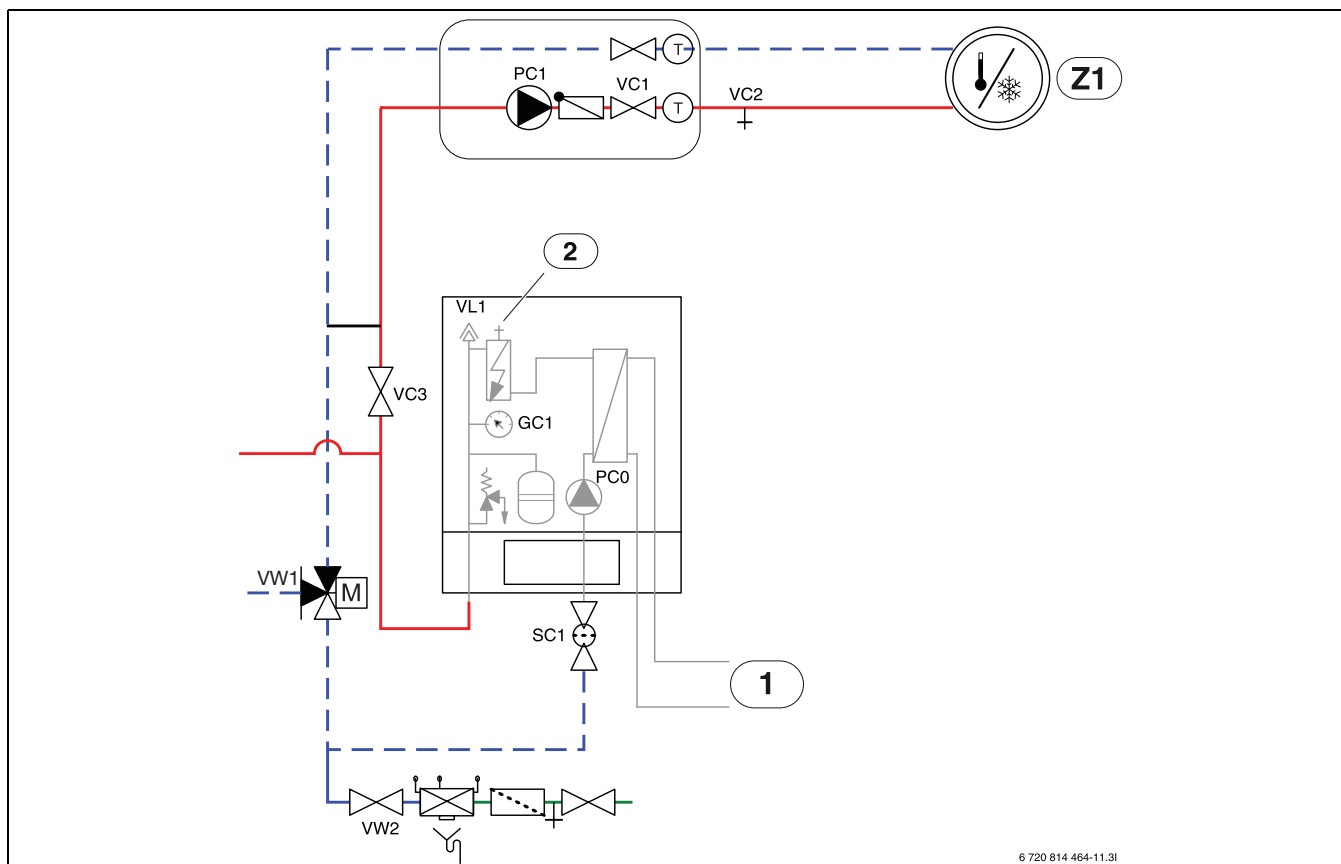 T
PC1
VC1
T
VC2
Z1
2
VL1
VC3
GC1
PC0
VW1
M
SC1
1
VW2
6 720 814 464-11.3I